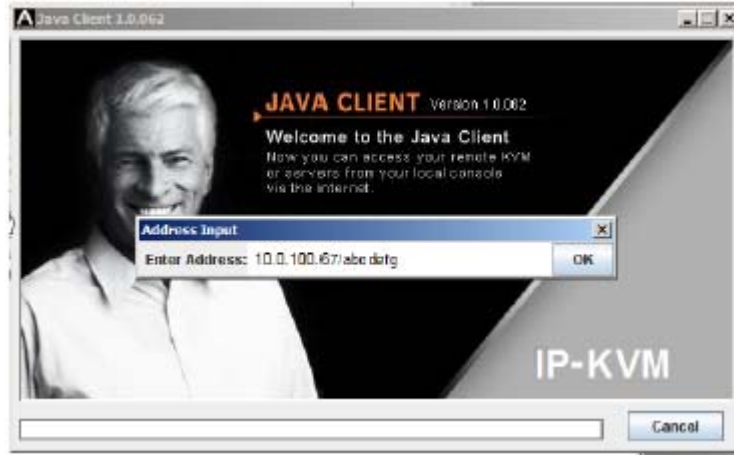 Java Client 1.0.062
JAVA CLIENT Version 1.0.062
Welcome to the Java Client
Now you can access your remote KVM
or servers from your local console
via the internet.
Address Input
Enter Address: 10.0.100.67/abcdefg
OK
IP-KVM
Cancel